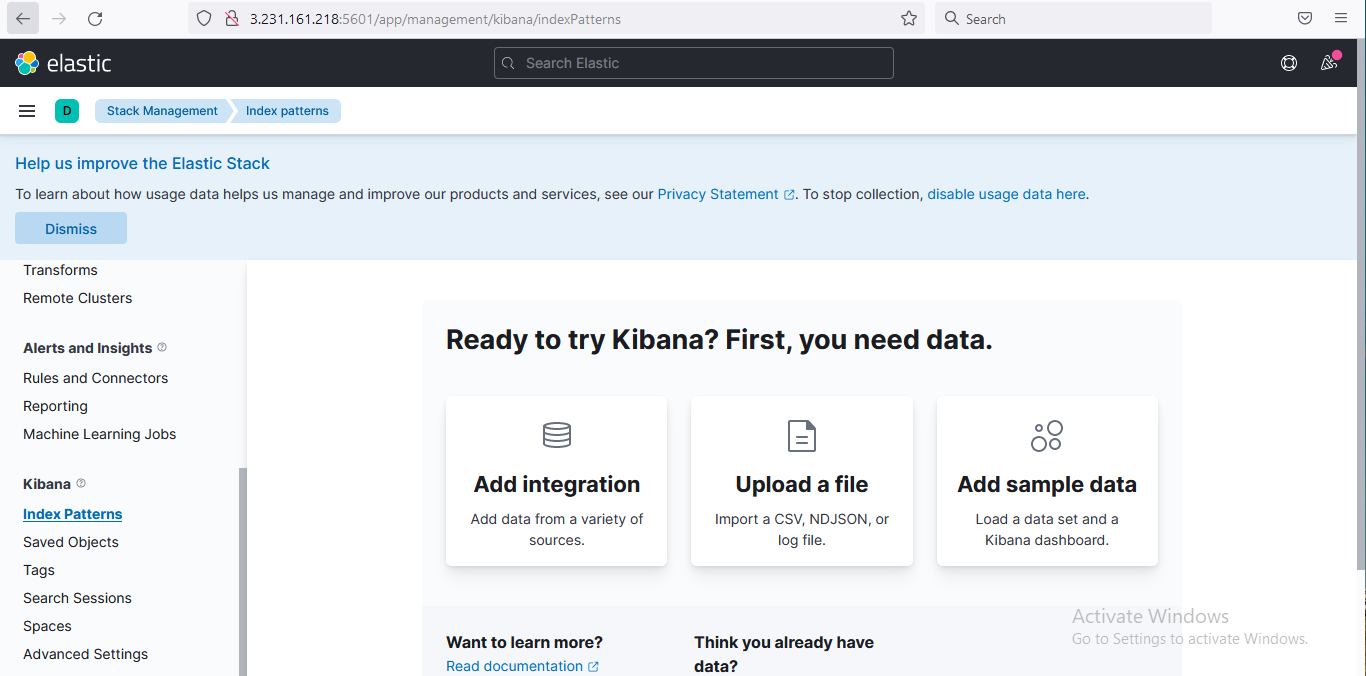 3.231.161.218:5601/app/management/kibana/indexPatterns
Search
elastic
Search Elastic
D
Stack Management
Index patterns
Help us improve the Elastic Stack
To learn about how usage data helps us manage and improve our products and services, see our Privacy Statement. To stop collection, disable usage data here.
Dismiss
Transforms
Remote Clusters
Alerts and Insights
Rules and Connectors
Reporting
Machine Learning Jobs
Kibana
Index Patterns
Saved Objects
Tags
Search Sessions
Spaces
Advanced Settings
Ready to try Kibana? First, you need data.
Add integration
Add data from a variety of
sources.
Upload a file
Import a CSV, NDJSON, or
log file.
Add sample data
Load a data set and a
Kibana dashboard.
Want to learn more?
Read documentation
Think you already have
data?
Activate Windows
Go to Settings to activate Windows.